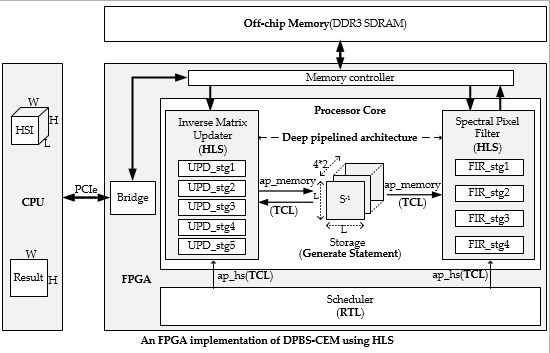 Off-chip Memory(DDR3 SDRAM)
Memory controller
Processor Core
W
HSI
H
L
CPU
W
Result
H
PCIe
Bridge
FPGA
Inverse Matrix
Updater
(HLS)
UPD_stg1
UPD_stg2
UPD_stg3
UPD_stg4
UPD_stg5
Deep pipelined architecture
ap_memory
(TCL)
4*2
L
S-1
L
Storage
(Generate Statement)
ap_memory
(TCL)
Spectral Pixel
Filter
(HLS)
FIR_stg1
FIR_stg2
FIR_stg3
FIR_stg4
ap_hs(TCL)
ap_hs(TCL)
Scheduler
(RTL)
An FPGA implementation of DPBS-CEM using HLS